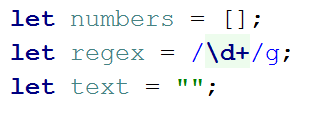 let numbers = [];
let regex = /\d+/g;
let text = "";